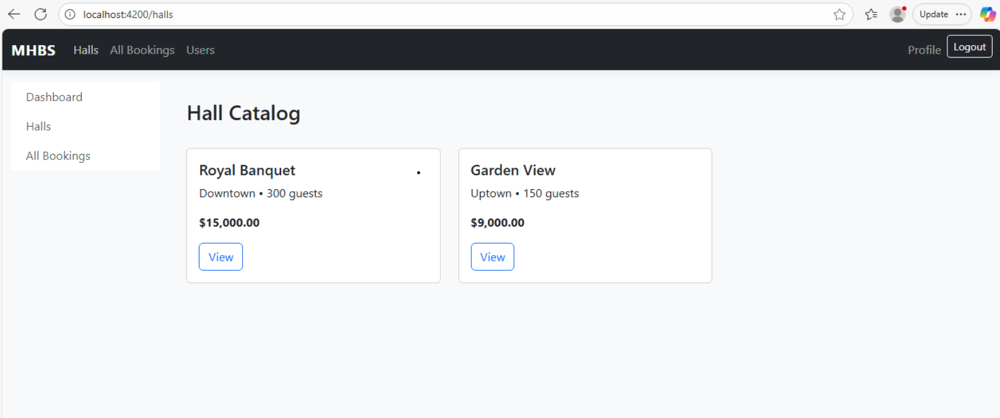 localhost:4200/halls
Update
MHBS Halls All Bookings Users Profile Logout
Dashboard
Halls
All Bookings
Hall Catalog
Royal Banquet
Downtown • 300 guests
$15,000.00
View
Garden View
Uptown • 150 guests
$9,000.00
View